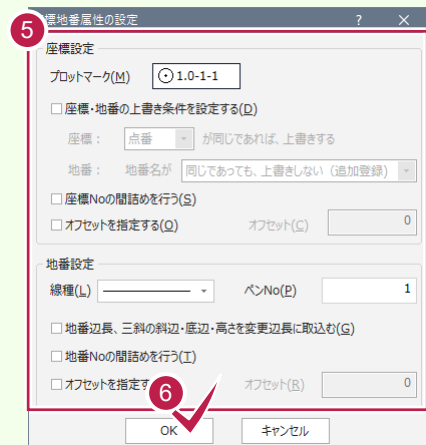 5
標地番属性の設定 ? ×
座標設定
プロットマーク(M) 1.0-1-1
座標・地番の上書き条件を設定する(D)
座標： 点番 が同じであれば、上書きする
地番： 地番名が 同じであっても、上書きしない（追加登録）
座標Noの間詰めを行う(S)
オフセットを指定する(O) オフセット(C) 0
地番設定
線種(L) ペンNo(P) 1
地番辺長、三斜の斜辺・底辺・高さを変更辺長に取込む(G)
地番Noの間詰めを行う(T)
オフセットを指定す オフセット(R) 0
6
OK キャンセル